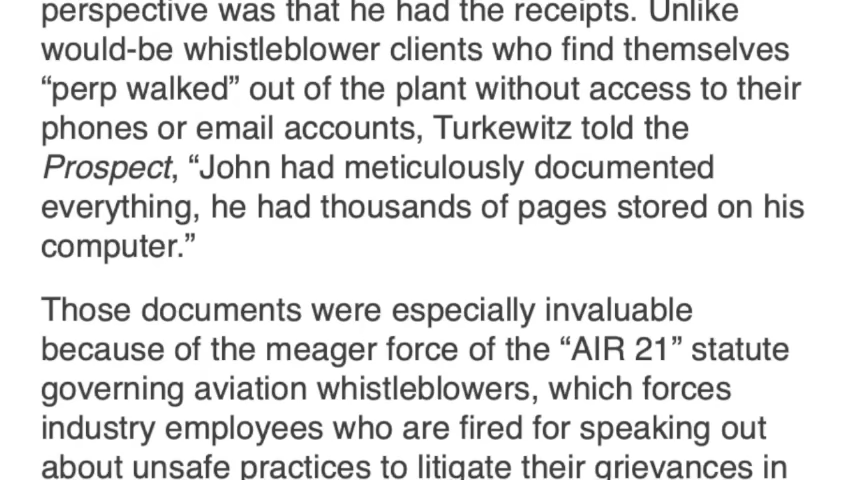 perspective was that he had the receipts. Unlike
would-be whistleblower clients who find themselves
“perp walked” out of the plant without access to their
phones or email accounts, Turkewitz told the
Prospect, “John had meticulously documented
everything, he had thousands of pages stored on his
computer.”
Those documents were especially invaluable
because of the meager force of the “AIR 21” statute
governing aviation whistleblowers, which forces
industry employees who are fired for speaking out
about unsafe practices to litigate their grievances in